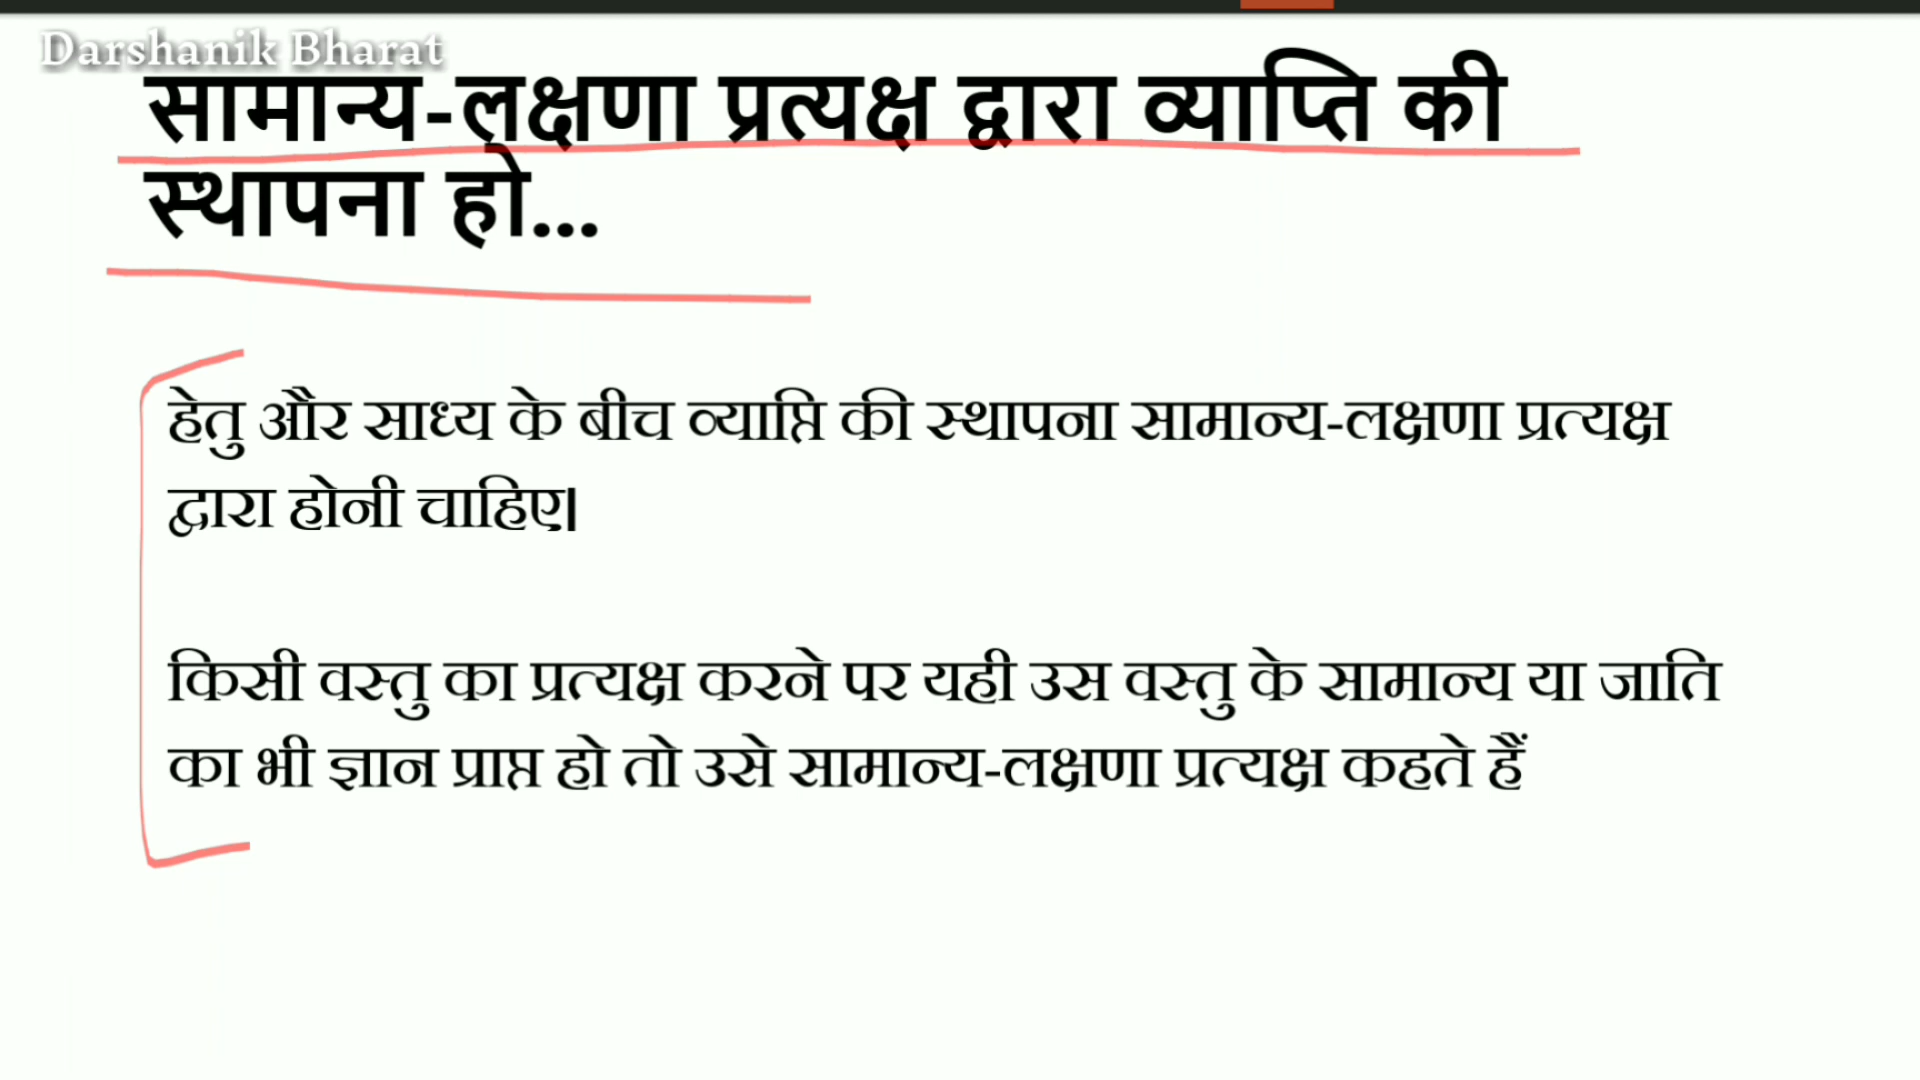 Darshanik Bharat
सामान्य-लक्षणा प्रत्यक्ष द्वारा व्याप्ति की
स्थापना हो...
हेतु और साध्य के बीच व्याप्ति की स्थापना सामान्य-लक्षणा प्रत्यक्ष
द्वारा होनी चाहिए।
किसी वस्तु का प्रत्यक्ष करने पर यही उस वस्तु के सामान्य या जाति
का भी ज्ञान प्राप्त हो तो उसे सामान्य-लक्षणा प्रत्यक्ष कहते हैं